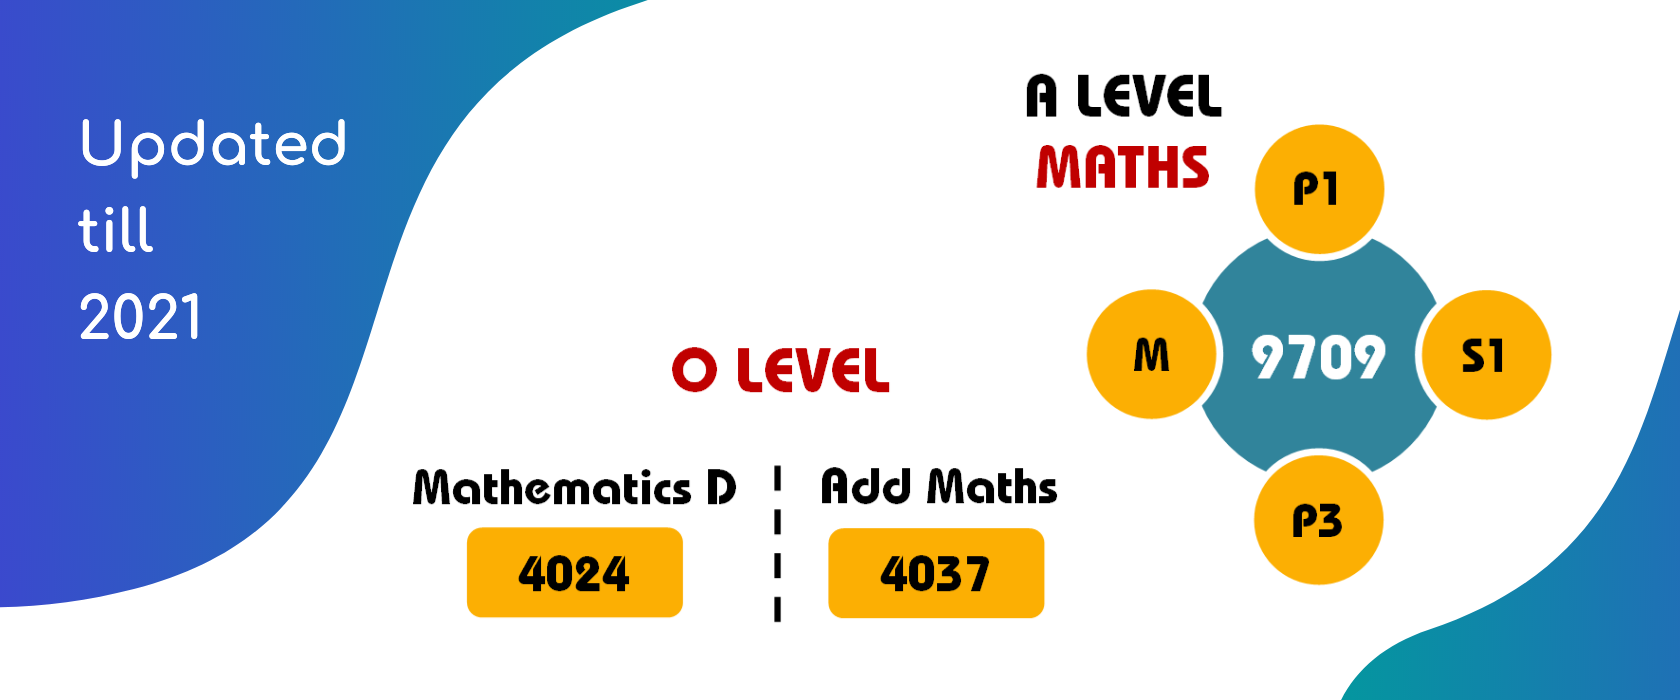 Updated
till
2021
A LEVEL
MATHS
P1
M
9709
S1
P3
O LEVEL
Mathematics D
Add Maths
4024
4037